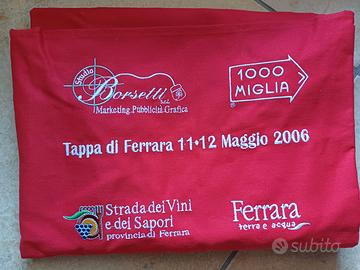 Studio
Borsetti
Marketing, Pubblicità, Grafica
1000
MIGLIA
®
Tappa di Ferrara 11•12 Maggio 2006
Strada dei Vini
e dei Sapori
provincia di Ferrara
Ferrara
terra e acqua
subito